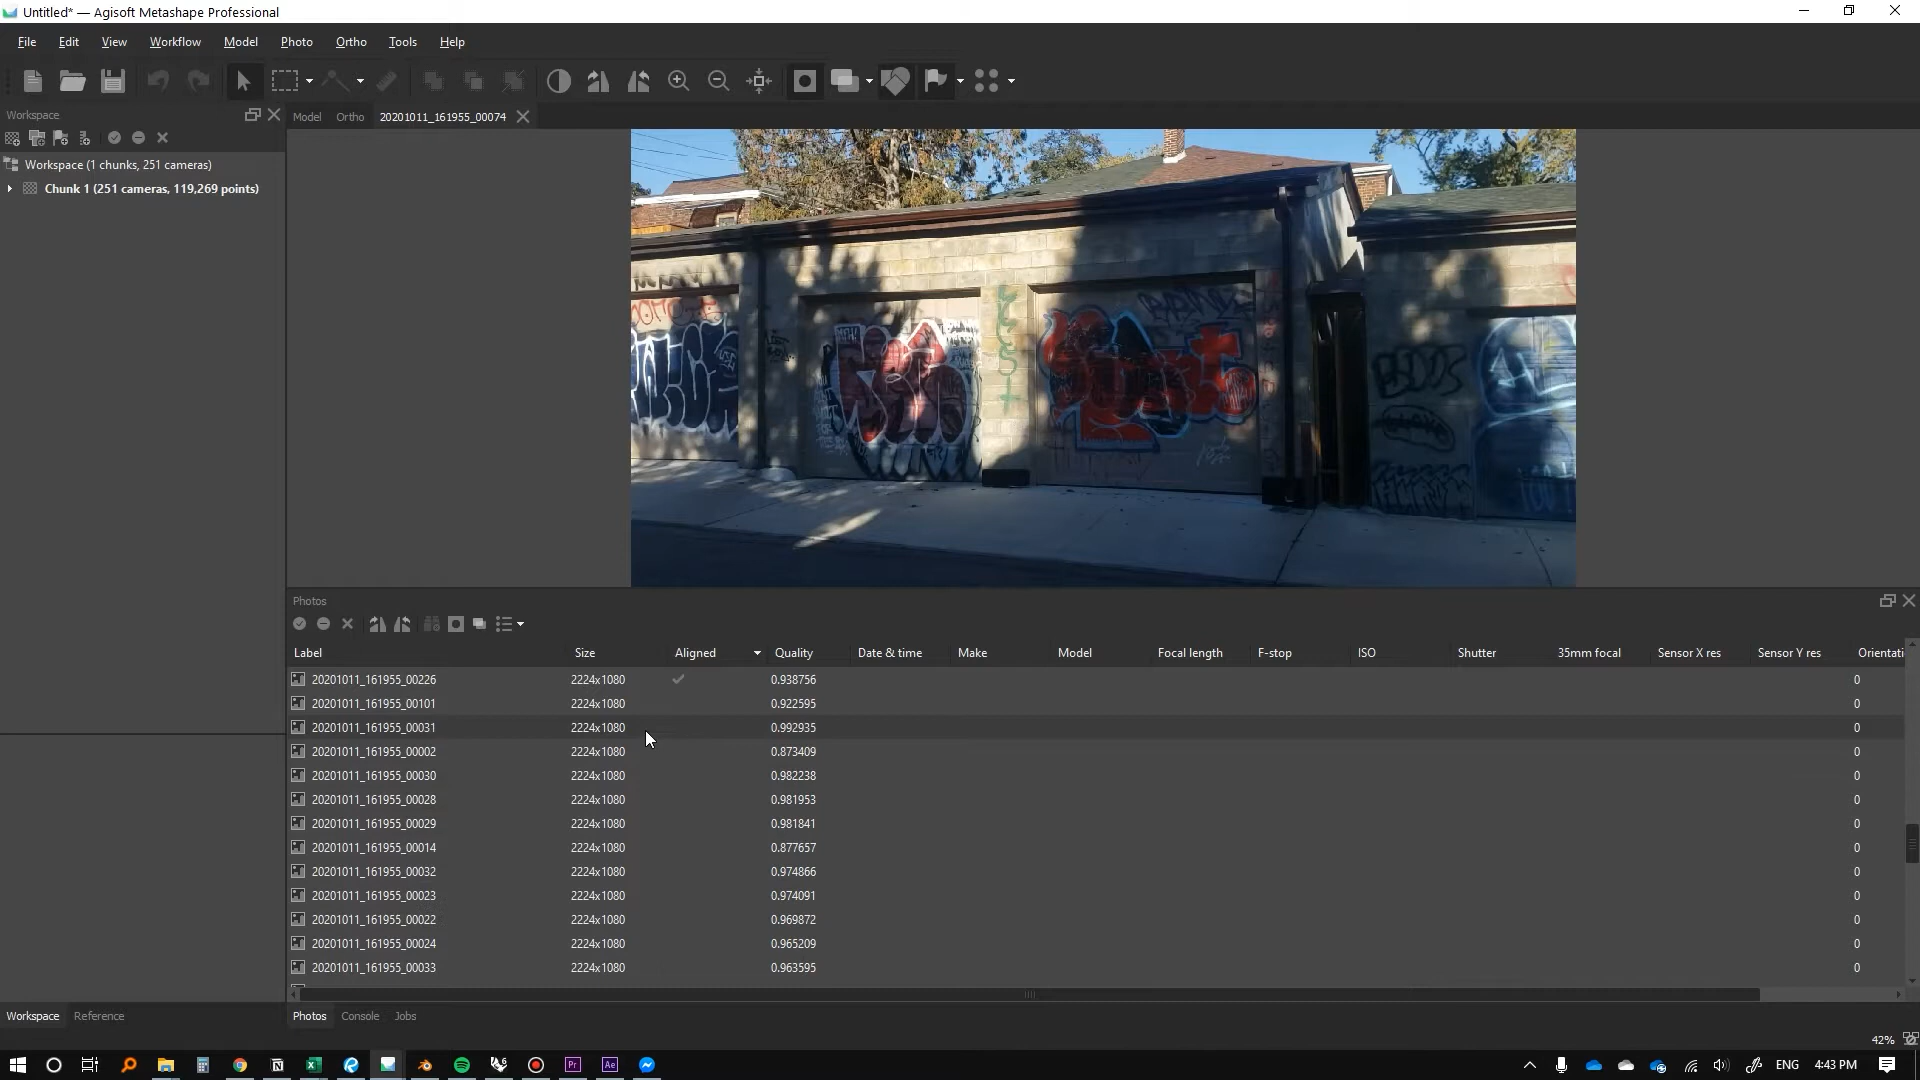 Untitled* — Agisoft Metashape Professional
File Edit View Workflow Model Photo Ortho Tools Help
Workspace
Model Ortho 20201011_161955_00074
Workspace (1 chunks, 251 cameras)
Chunk 1 (251 cameras, 119,269 points)
Photos
Label Size Aligned Quality Date & time Make Model Focal length F-stop ISO Shutter 35mm focal Sensor X res Sensor Y res Orientati
20201011_161955_00226 2224x1080 0.938756 0
20201011_161955_00101 2224x1080 0.922595 0
20201011_161955_00031 2224x1080 0.992935 0
20201011_161955_00002 2224x1080 0.873409 0
20201011_161955_00030 2224x1080 0.982238 0
20201011_161955_00028 2224x1080 0.981953 0
20201011_161955_00029 2224x1080 0.981841 0
20201011_161955_00014 2224x1080 0.877657 0
20201011_161955_00032 2224x1080 0.974866 0
20201011_161955_00023 2224x1080 0.974091 0
20201011_161955_00022 2224x1080 0.969872 0
20201011_161955_00024 2224x1080 0.965209 0
20201011_161955_00033 2224x1080 0.963595 0
Workspace Reference Photos Console Jobs
42%
Pr Ae ENG 4:43 PM